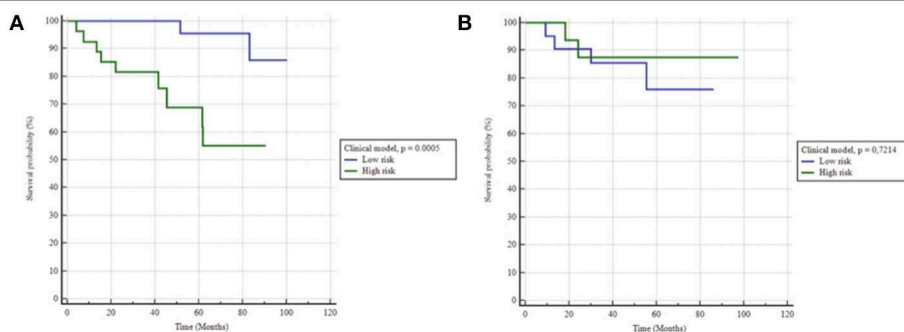 A
100
90
80
70
60
50
40
30
20
10
0
Survival probability (%)
0 20 40 60 80 100 120
Time (Months)
Clinical model, p = 0.0005
Low risk
High risk
B
100
90
80
70
60
50
40
30
20
10
0
Survival probability (%)
0 20 40 60 80 100 120
Time (Months)
Clinical model, p = 0,7214
Low risk
High risk